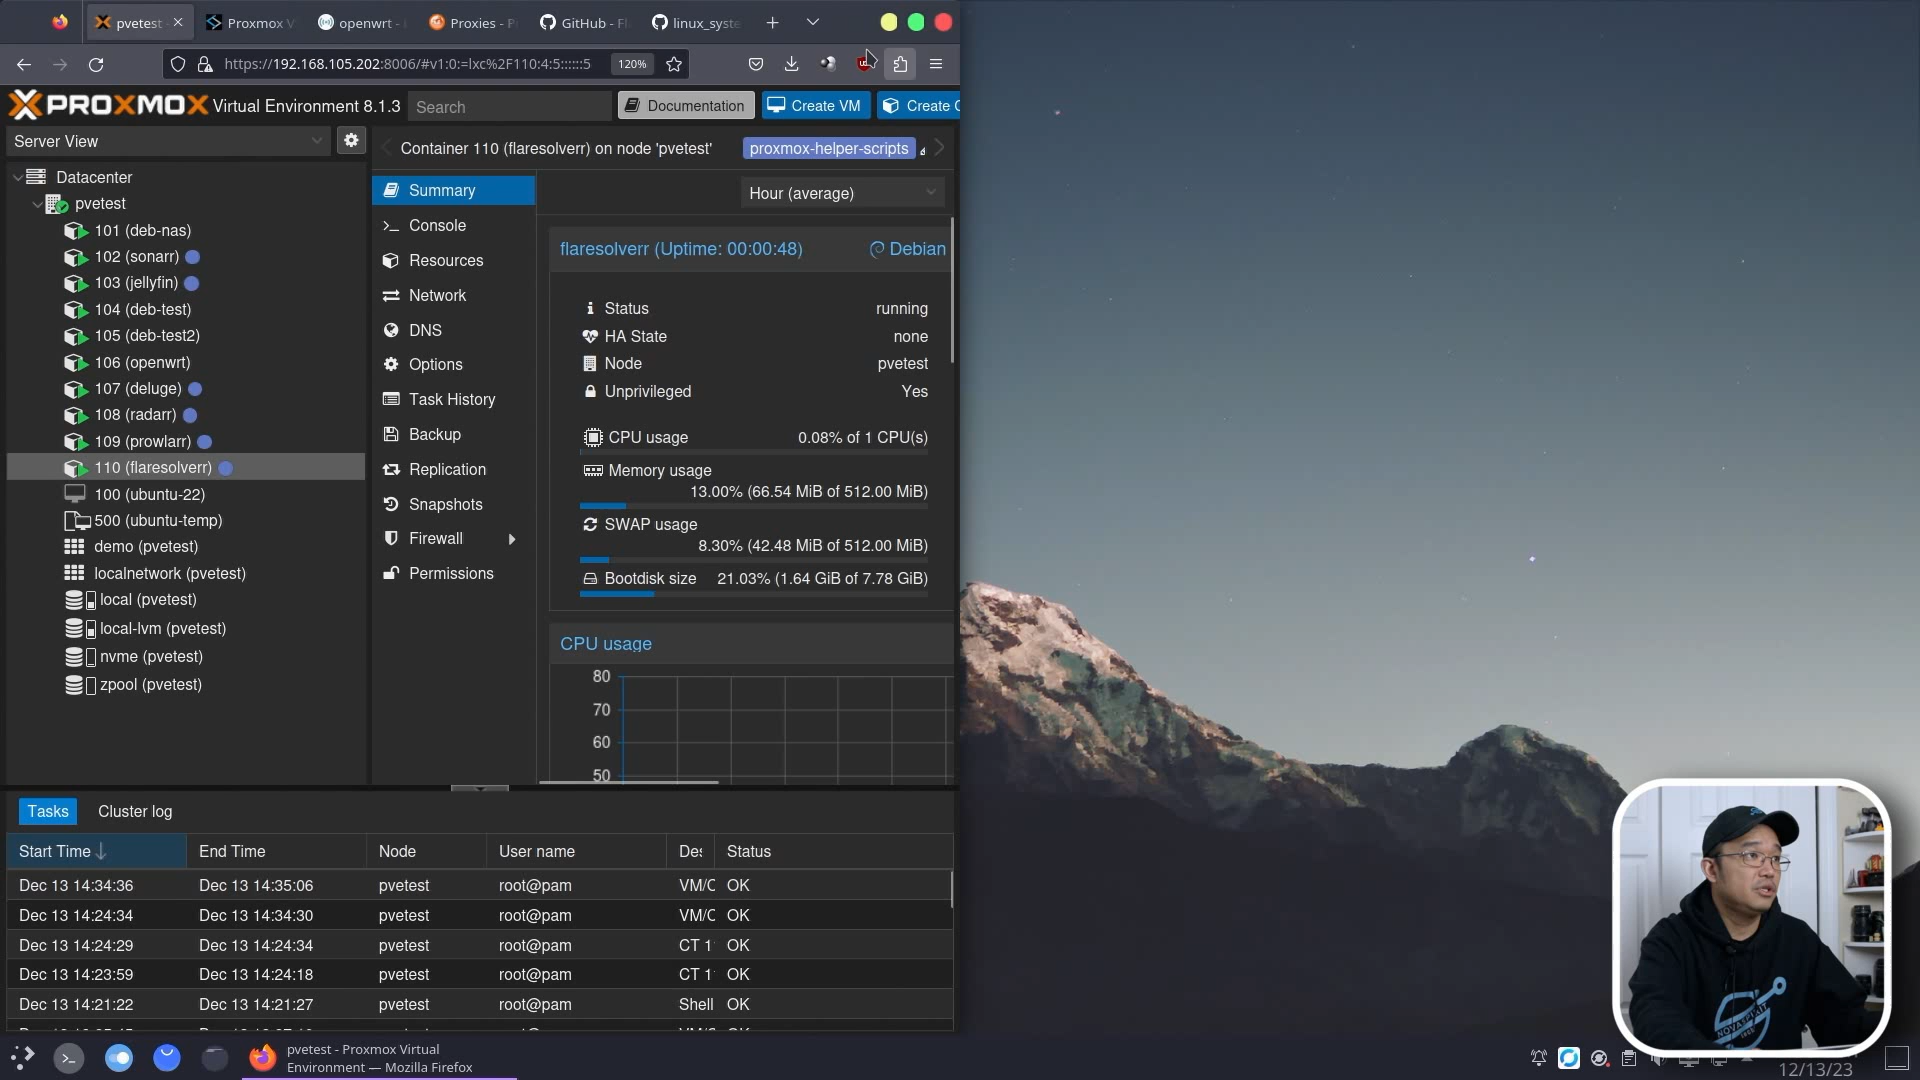 pvetest
Proxmox V
openwrt -
Proxies - P
GitHub - Fl
linux_syste
https://192.168.105.202:8006/#v1:0:=lxc%2F110:4:5::::::5
120%
PROXMOX Virtual Environment 8.1.3
Search
Documentation
Create VM
Create C
Server View
Container 110 (flaresolverr) on node 'pvetest'
proxmox-helper-scripts
Datacenter
pvetest
101 (deb-nas)
102 (sonarr)
103 (jellyfin)
104 (deb-test)
105 (deb-test2)
106 (openwrt)
107 (deluge)
108 (radarr)
109 (prowlarr)
110 (flaresolverr)
100 (ubuntu-22)
500 (ubuntu-temp)
demo (pvetest)
localnetwork (pvetest)
local (pvetest)
local-lvm (pvetest)
nvme (pvetest)
zpool (pvetest)
Summary
Console
Resources
Network
DNS
Options
Task History
Backup
Replication
Snapshots
Firewall
Permissions
Hour (average)
flaresolverr (Uptime: 00:00:48)
Debian
Status running
HA State none
Node pvetest
Unprivileged Yes
CPU usage 0.08% of 1 CPU(s)
Memory usage
13.00% (66.54 MiB of 512.00 MiB)
SWAP usage
8.30% (42.48 MiB of 512.00 MiB)
Bootdisk size 21.03% (1.64 GiB of 7.78 GiB)
CPU usage
80
70
60
50
Tasks
Cluster log
Start Time End Time Node User name Des Status
Dec 13 14:34:36 Dec 13 14:35:06 pvetest root@pam VM/C OK
Dec 13 14:24:34 Dec 13 14:34:30 pvetest root@pam VM/C OK
Dec 13 14:24:29 Dec 13 14:24:34 pvetest root@pam CT 1 OK
Dec 13 14:23:59 Dec 13 14:24:18 pvetest root@pam CT 1 OK
Dec 13 14:21:22 Dec 13 14:21:27 pvetest root@pam Shell OK
pvetest - Proxmox Virtual
Environment — Mozilla Firefox
NOVASPIRIT
12/13/23